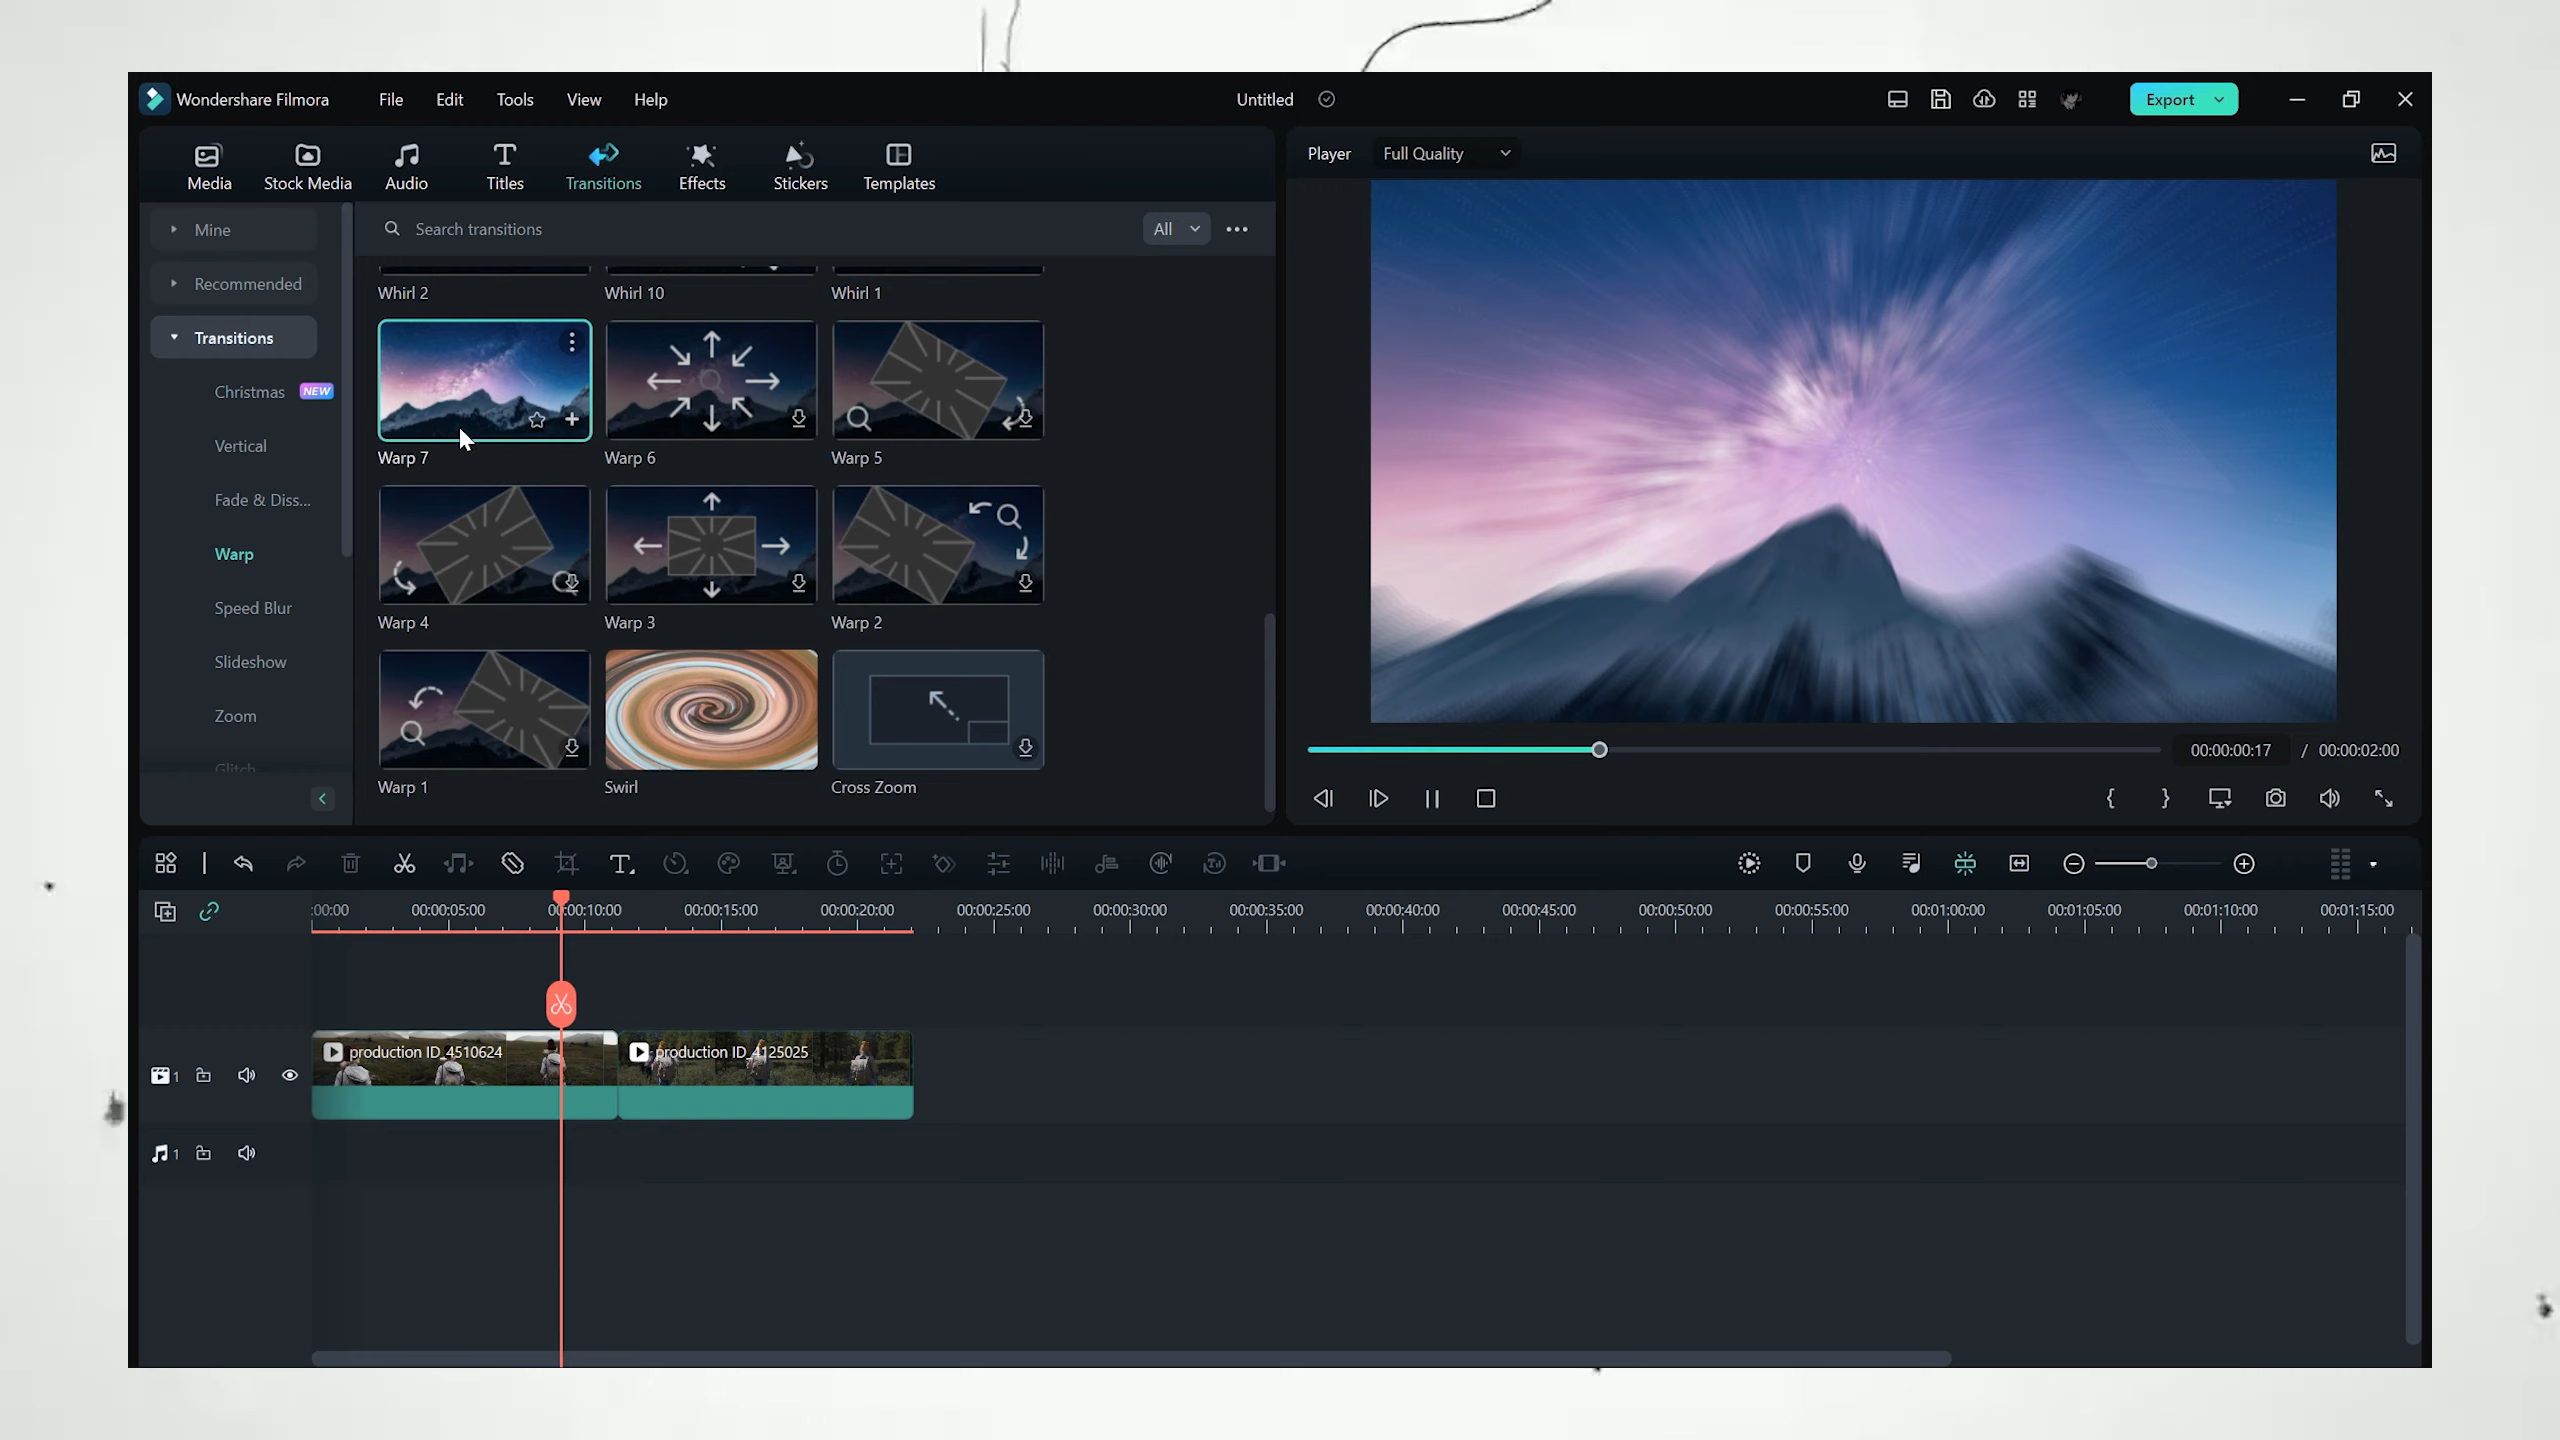 Wondershare Filmora File Edit Tools View Help Untitled Export
Media Stock Media Audio Titles Transitions Effects Stickers Templates
Player Full Quality
Mine
Recommended
Transitions
Christmas NEW
Vertical
Fade & Diss...
Warp
Speed Blur
Slideshow
Zoom
Glitch
Search transitions All
Whirl 2 Whirl 10 Whirl 1
Warp 7 Warp 6 Warp 5
Warp 4 Warp 3 Warp 2
Warp 1 Swirl Cross Zoom
00:00:00:17 / 00:00:02:00
:00:00 00:00:05:00 00:00:10:00 00:00:15:00 00:00:20:00 00:00:25:00 00:00:30:00 00:00:35:00 00:00:40:00 00:00:45:00 00:00:50:00 00:00:55:00 00:01:00:00 00:01:05:00 00:01:10:00 00:01:15:00
production ID_4510624 production ID_4125025
1
1